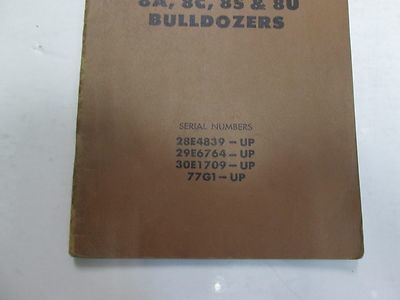 8A, 8C, 8S & 8U
BULLDOZERS
SERIAL NUMBERS
28E4839 – UP
29E6764 – UP
30E1709 – UP
77G1 – UP